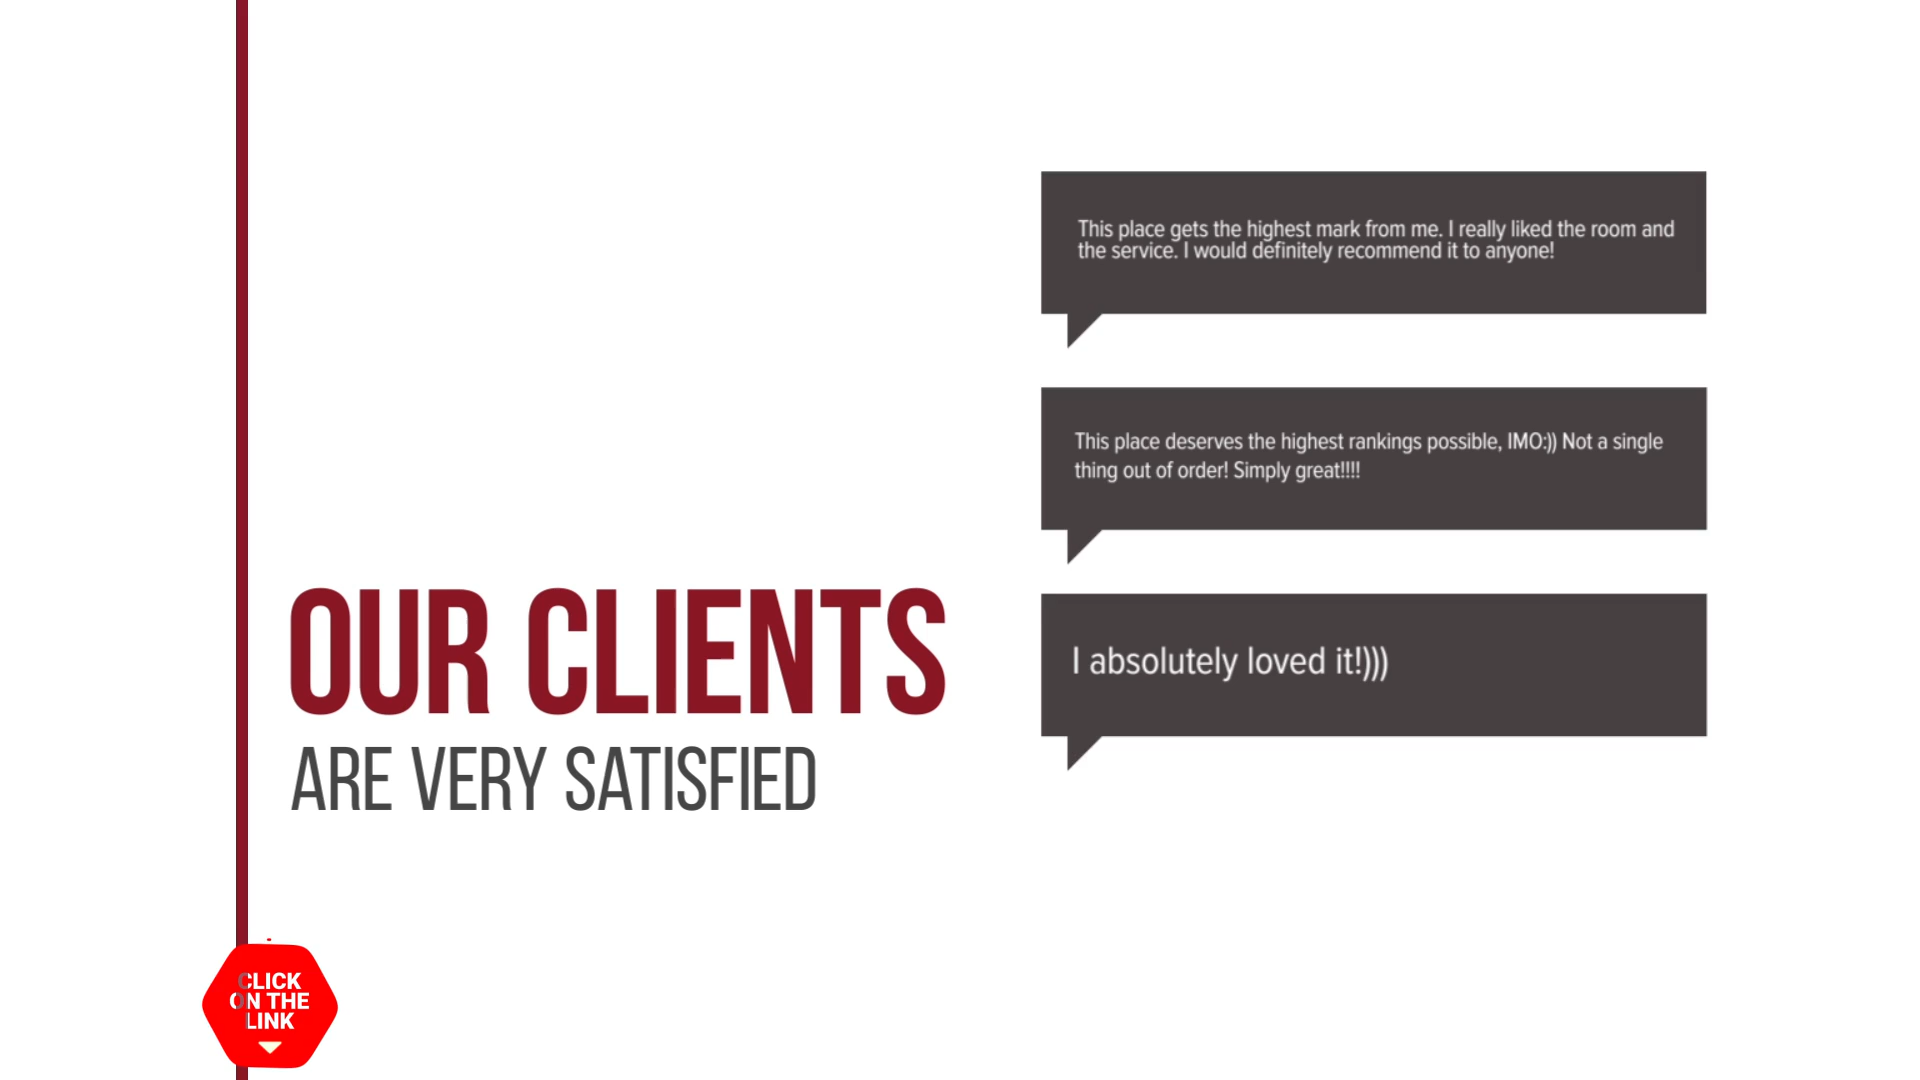 OUR CLIENTS
ARE VERY SATISFIED
This place gets the highest mark from me. I really liked the room and
the service. I would definitely recommend it to anyone!
This place deserves the highest rankings possible, IMO:)) Not a single
thing out of order! Simply great!!!!
I absolutely loved it!)))
CLICK
ON THE
LINK